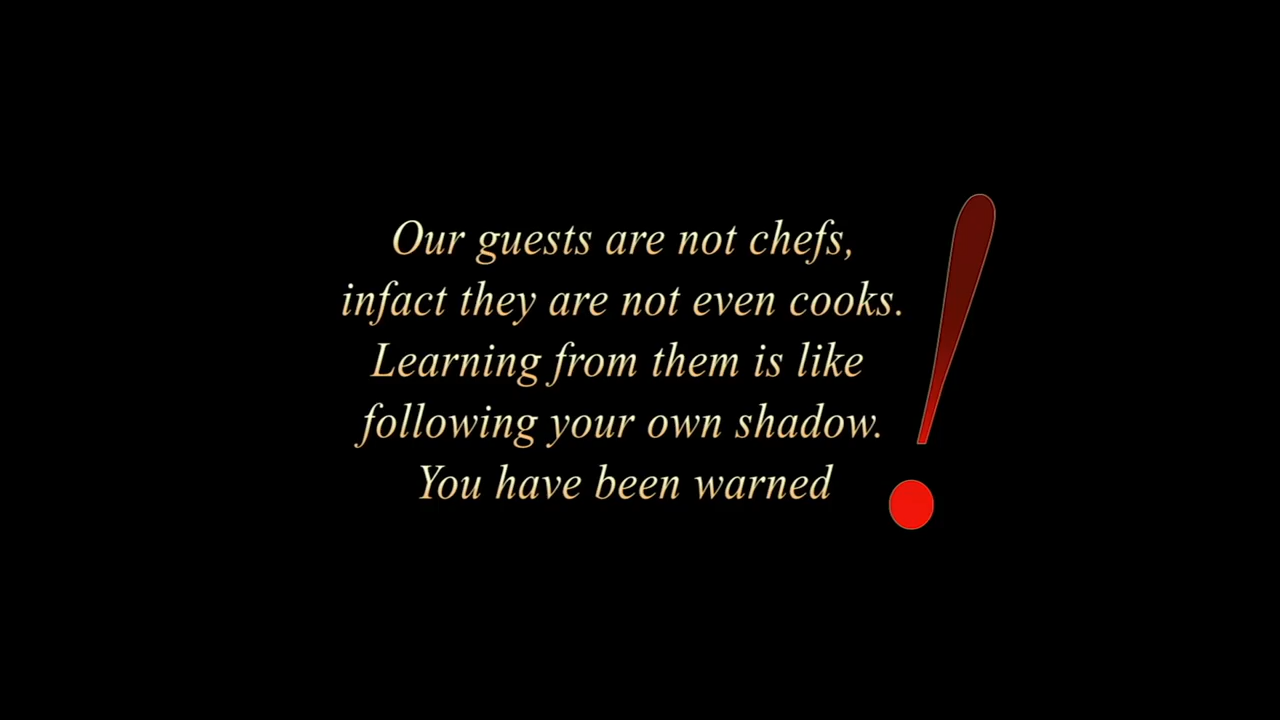 Our guests are not chefs,
infact they are not even cooks.
Learning from them is like
following your own shadow.
You have been warned!